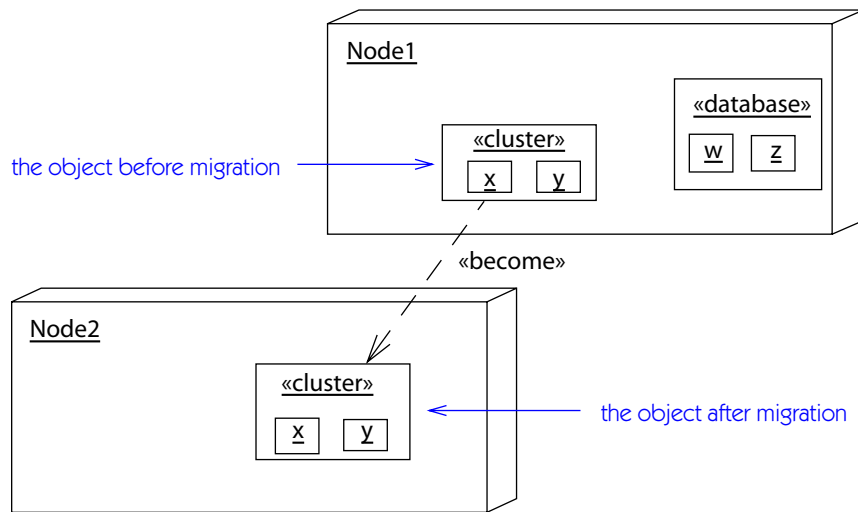 Node1
«database»
w z
«cluster»
x y
the object before migration
«become»
Node2
«cluster»
x y
the object after migration